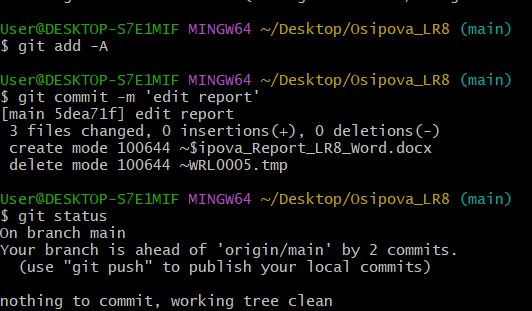 User@DESKTOP-S7E1MIF MINGW64 ~/Desktop/Osipova_LR8 (main)
$ git add -A
User@DESKTOP-S7E1MIF MINGW64 ~/Desktop/Osipova_LR8 (main)
$ git commit -m 'edit report'
[main 5dea71f] edit report
 3 files changed, 0 insertions(+), 0 deletions(-)
 create mode 100644 ~$ipova_Report_LR8_Word.docx
 delete mode 100644 ~WRL0005.tmp
User@DESKTOP-S7E1MIF MINGW64 ~/Desktop/Osipova_LR8 (main)
$ git status
On branch main
Your branch is ahead of 'origin/main' by 2 commits.
  (use "git push" to publish your local commits)
nothing to commit, working tree clean